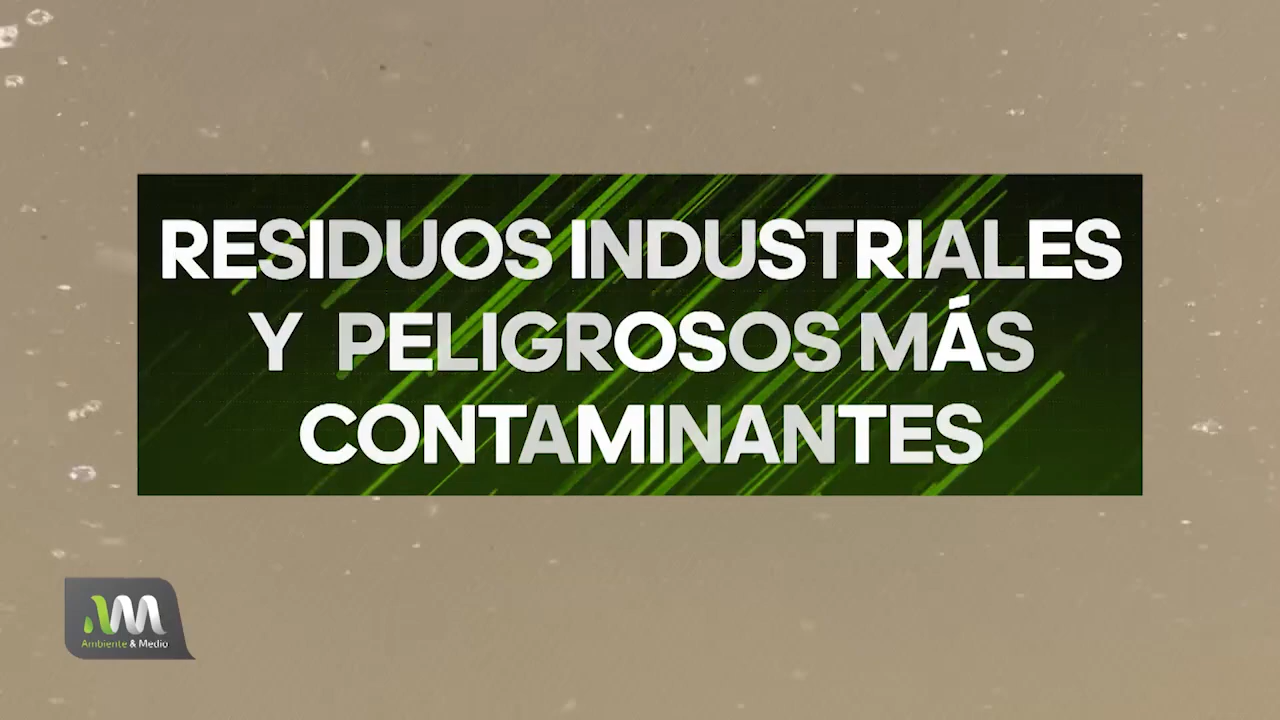 RESIDUOS INDUSTRIALES
Y PELIGROSOS MÁS
CONTAMINANTES
AM
Ambiente & Medio